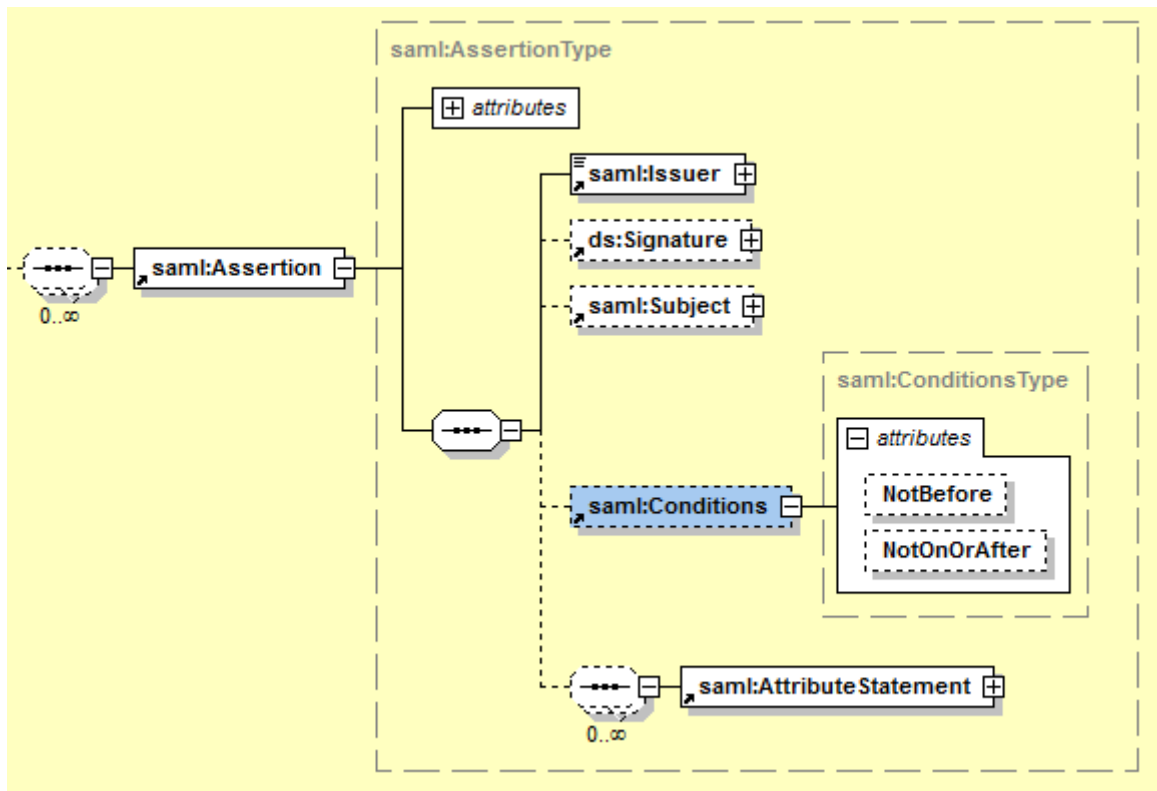 saml:AssertionType
attributes
saml:Issuer
ds:Signature
saml:Assertion
0..∞
saml:Subject
saml:ConditionsType
attributes
NotBefore
saml:Conditions
NotOnOrAfter
saml:AttributeStatement
0..∞